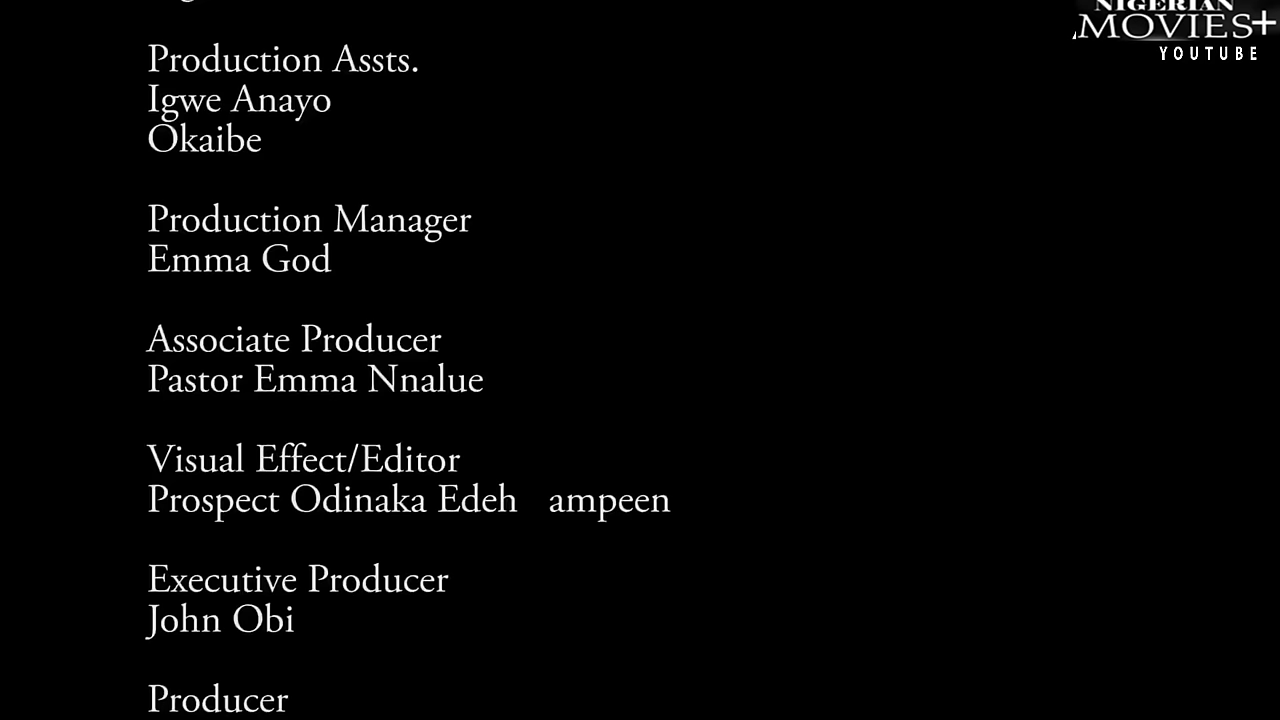 NIGERIAN
MOVIES+
YOUTUBE
Production Assts.
Igwe Anayo
Okaibe
Production Manager
Emma God
Associate Producer
Pastor Emma Nnalue
Visual Effect/Editor
Prospect Odinaka Edeh ampeen
Executive Producer
John Obi
Producer